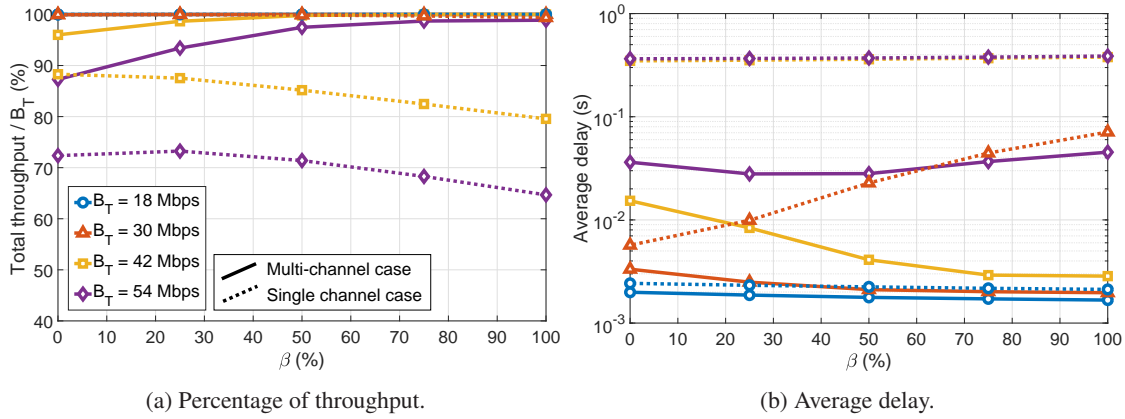 Total throughput / B_T (%)
100
90
80
70
60
50
40
B_T = 18 Mbps
B_T = 30 Mbps
B_T = 42 Mbps
B_T = 54 Mbps
Multi-channel case
Single channel case
0 10 20 30 40 50 60 70 80 90 100
β (%)
(a) Percentage of throughput.
Average delay (s)
10^0
10^-1
10^-2
10^-3
0 10 20 30 40 50 60 70 80 90 100
β (%)
(b) Average delay.